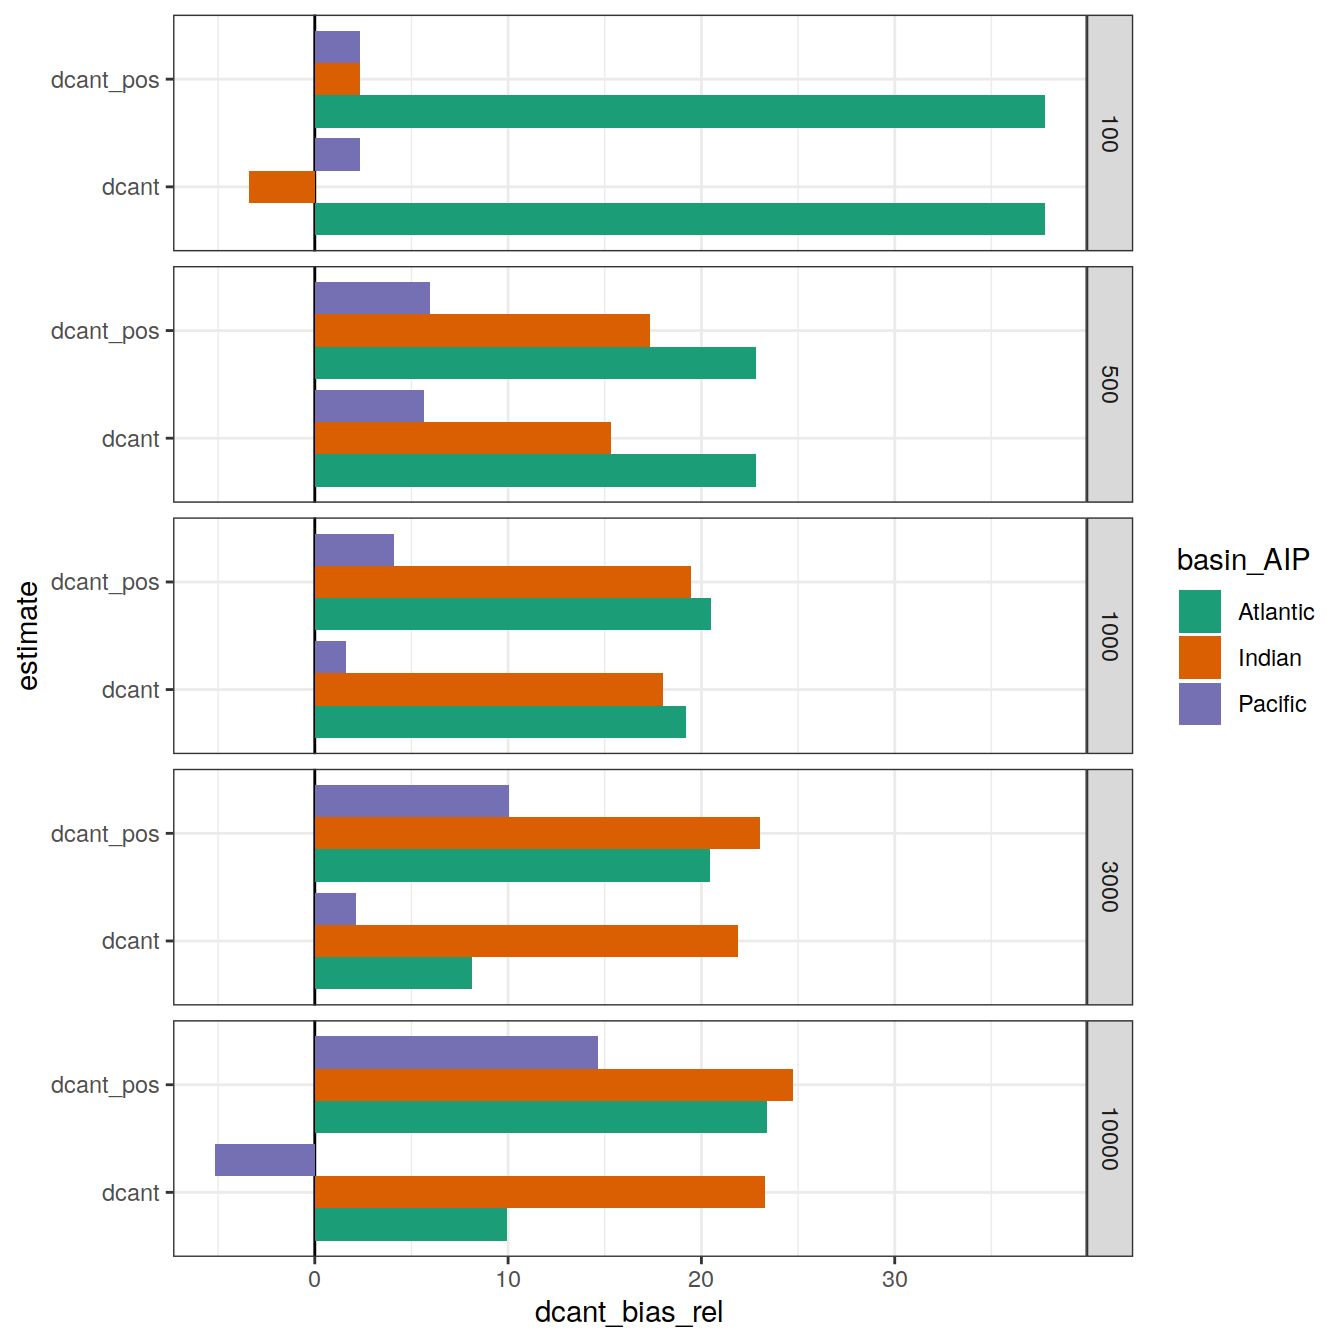 dcant_pos
dcant
100
dcant_pos
dcant
500
dcant_pos
dcant
1000
dcant_pos
dcant
3000
dcant_pos
dcant
10000
0 10 20 30
dcant_bias_rel
estimate
basin_AIP
Atlantic
Indian
Pacific